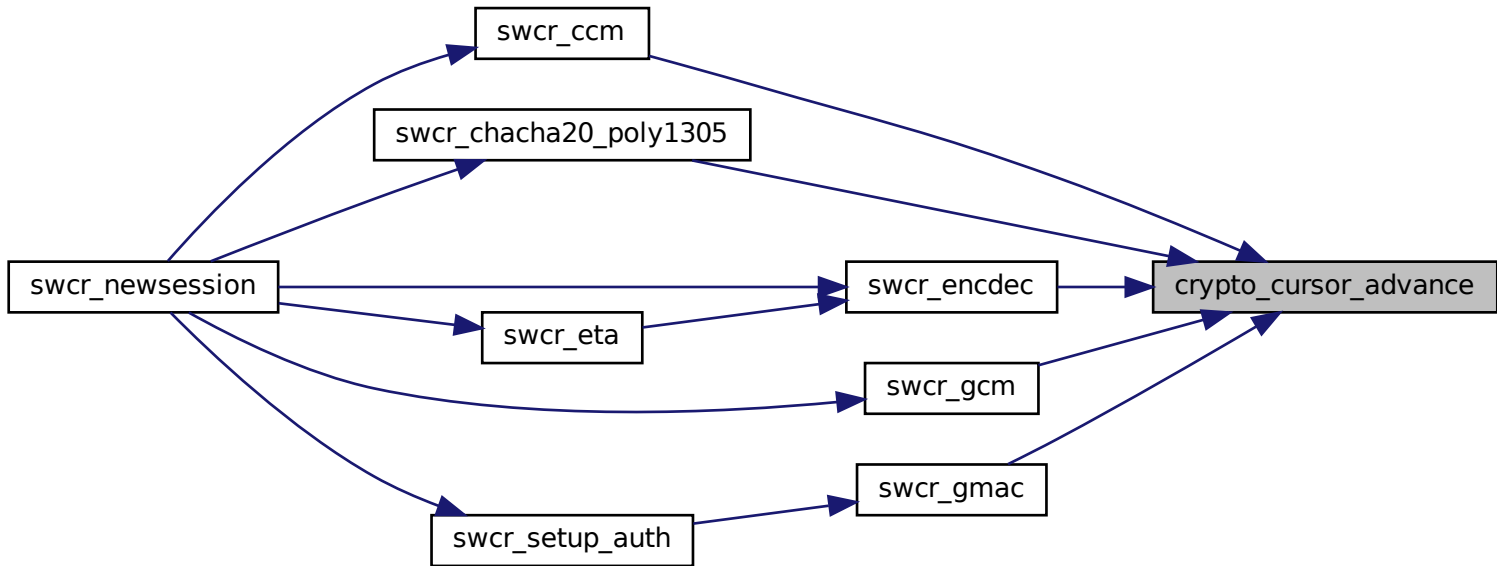 swcr_ccm
swcr_chacha20_poly1305
swcr_newsession
swcr_encdec
crypto_cursor_advance
swcr_eta
swcr_gcm
swcr_gmac
swcr_setup_auth